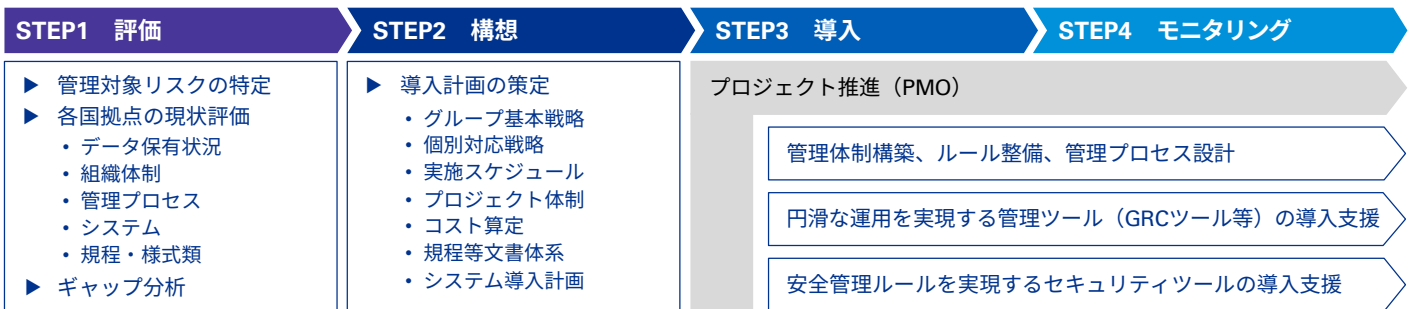 STEP1 評価
STEP2 構想
STEP3 導入
STEP4 モニタリング
▶ 管理対象リスクの特定
▶ 各国拠点の現状評価
• データ保有状況
• 組織体制
• 管理プロセス
• システム
• 規程・様式類
▶ ギャップ分析
▶ 導入計画の策定
• グループ基本戦略
• 個別対応戦略
• 実施スケジュール
• プロジェクト体制
• コスト算定
• 規程等文書体系
• システム導入計画
プロジェクト推進（PMO）
管理体制構築、ルール整備、管理プロセス設計
円滑な運用を実現する管理ツール（GRCツール等）の導入支援
安全管理ルールを実現するセキュリティツールの導入支援